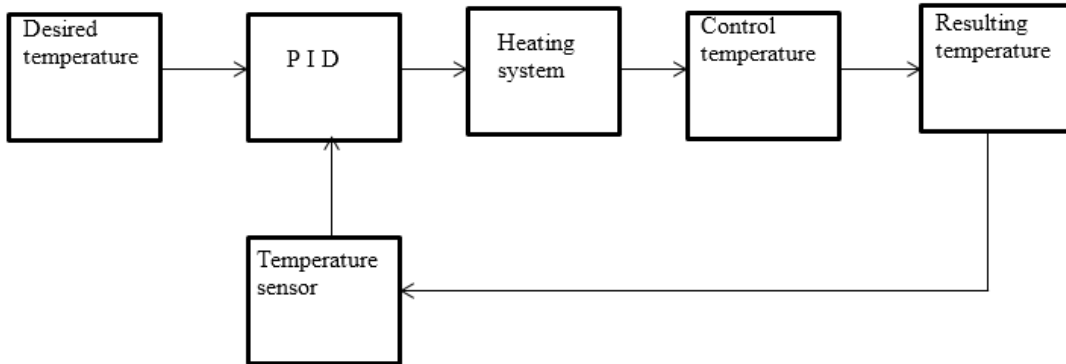 Desired
temperature
P I D
Heating
system
Control
temperature
Resulting
temperature
Temperature
sensor